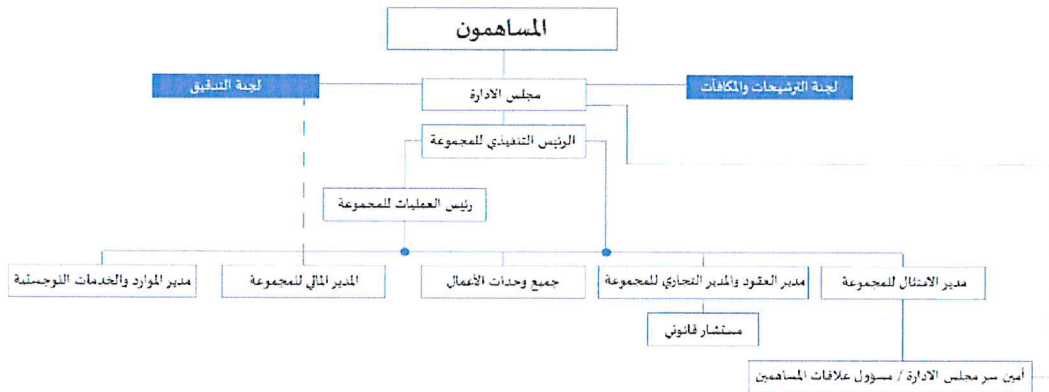 المساهمون
لجنة الترشيحات والمكافآت
لجنة التدقيق
مجلس الادارة
الرئيس التنفيذي للمجموعة
رئيس العمليات للمجموعة
مدير الامتثال للمجموعة
مدير العقود والمدير التجاري للمجموعة
جميع وحدات الأعمال
المدير المالي للمجموعة
مدير الموارد والخدمات اللوجستية
مستشار قانوني
أمين سر مجلس الادارة / مسؤول علاقات المساهمين